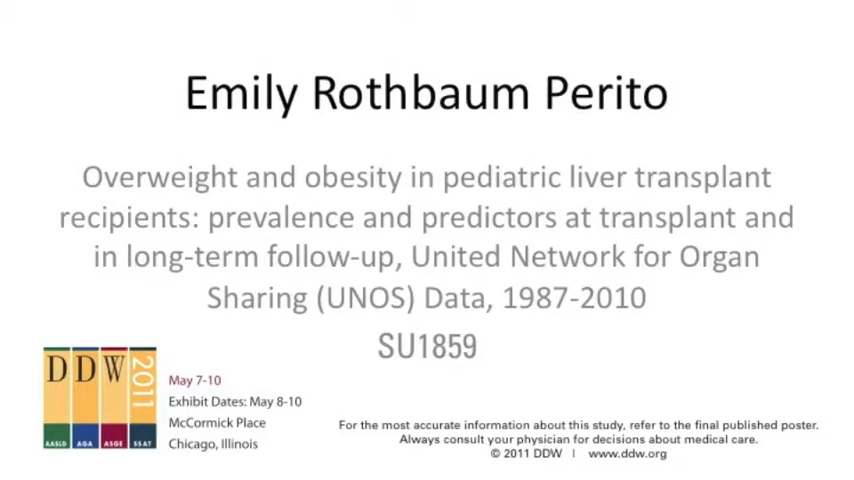 Emily Rothbaum Perito
Overweight and obesity in pediatric liver transplant
recipients: prevalence and predictors at transplant and
in long-term follow-up, United Network for Organ
Sharing (UNOS) Data, 1987-2010
SU1859
DDW 2011
AASLD AGA ASGE SSAT
May 7-10
Exhibit Dates: May 8-10
McCormick Place
Chicago, Illinois
For the most accurate information about this study, refer to the final published poster.
Always consult your physician for decisions about medical care.
© 2011 DDW | www.ddw.org